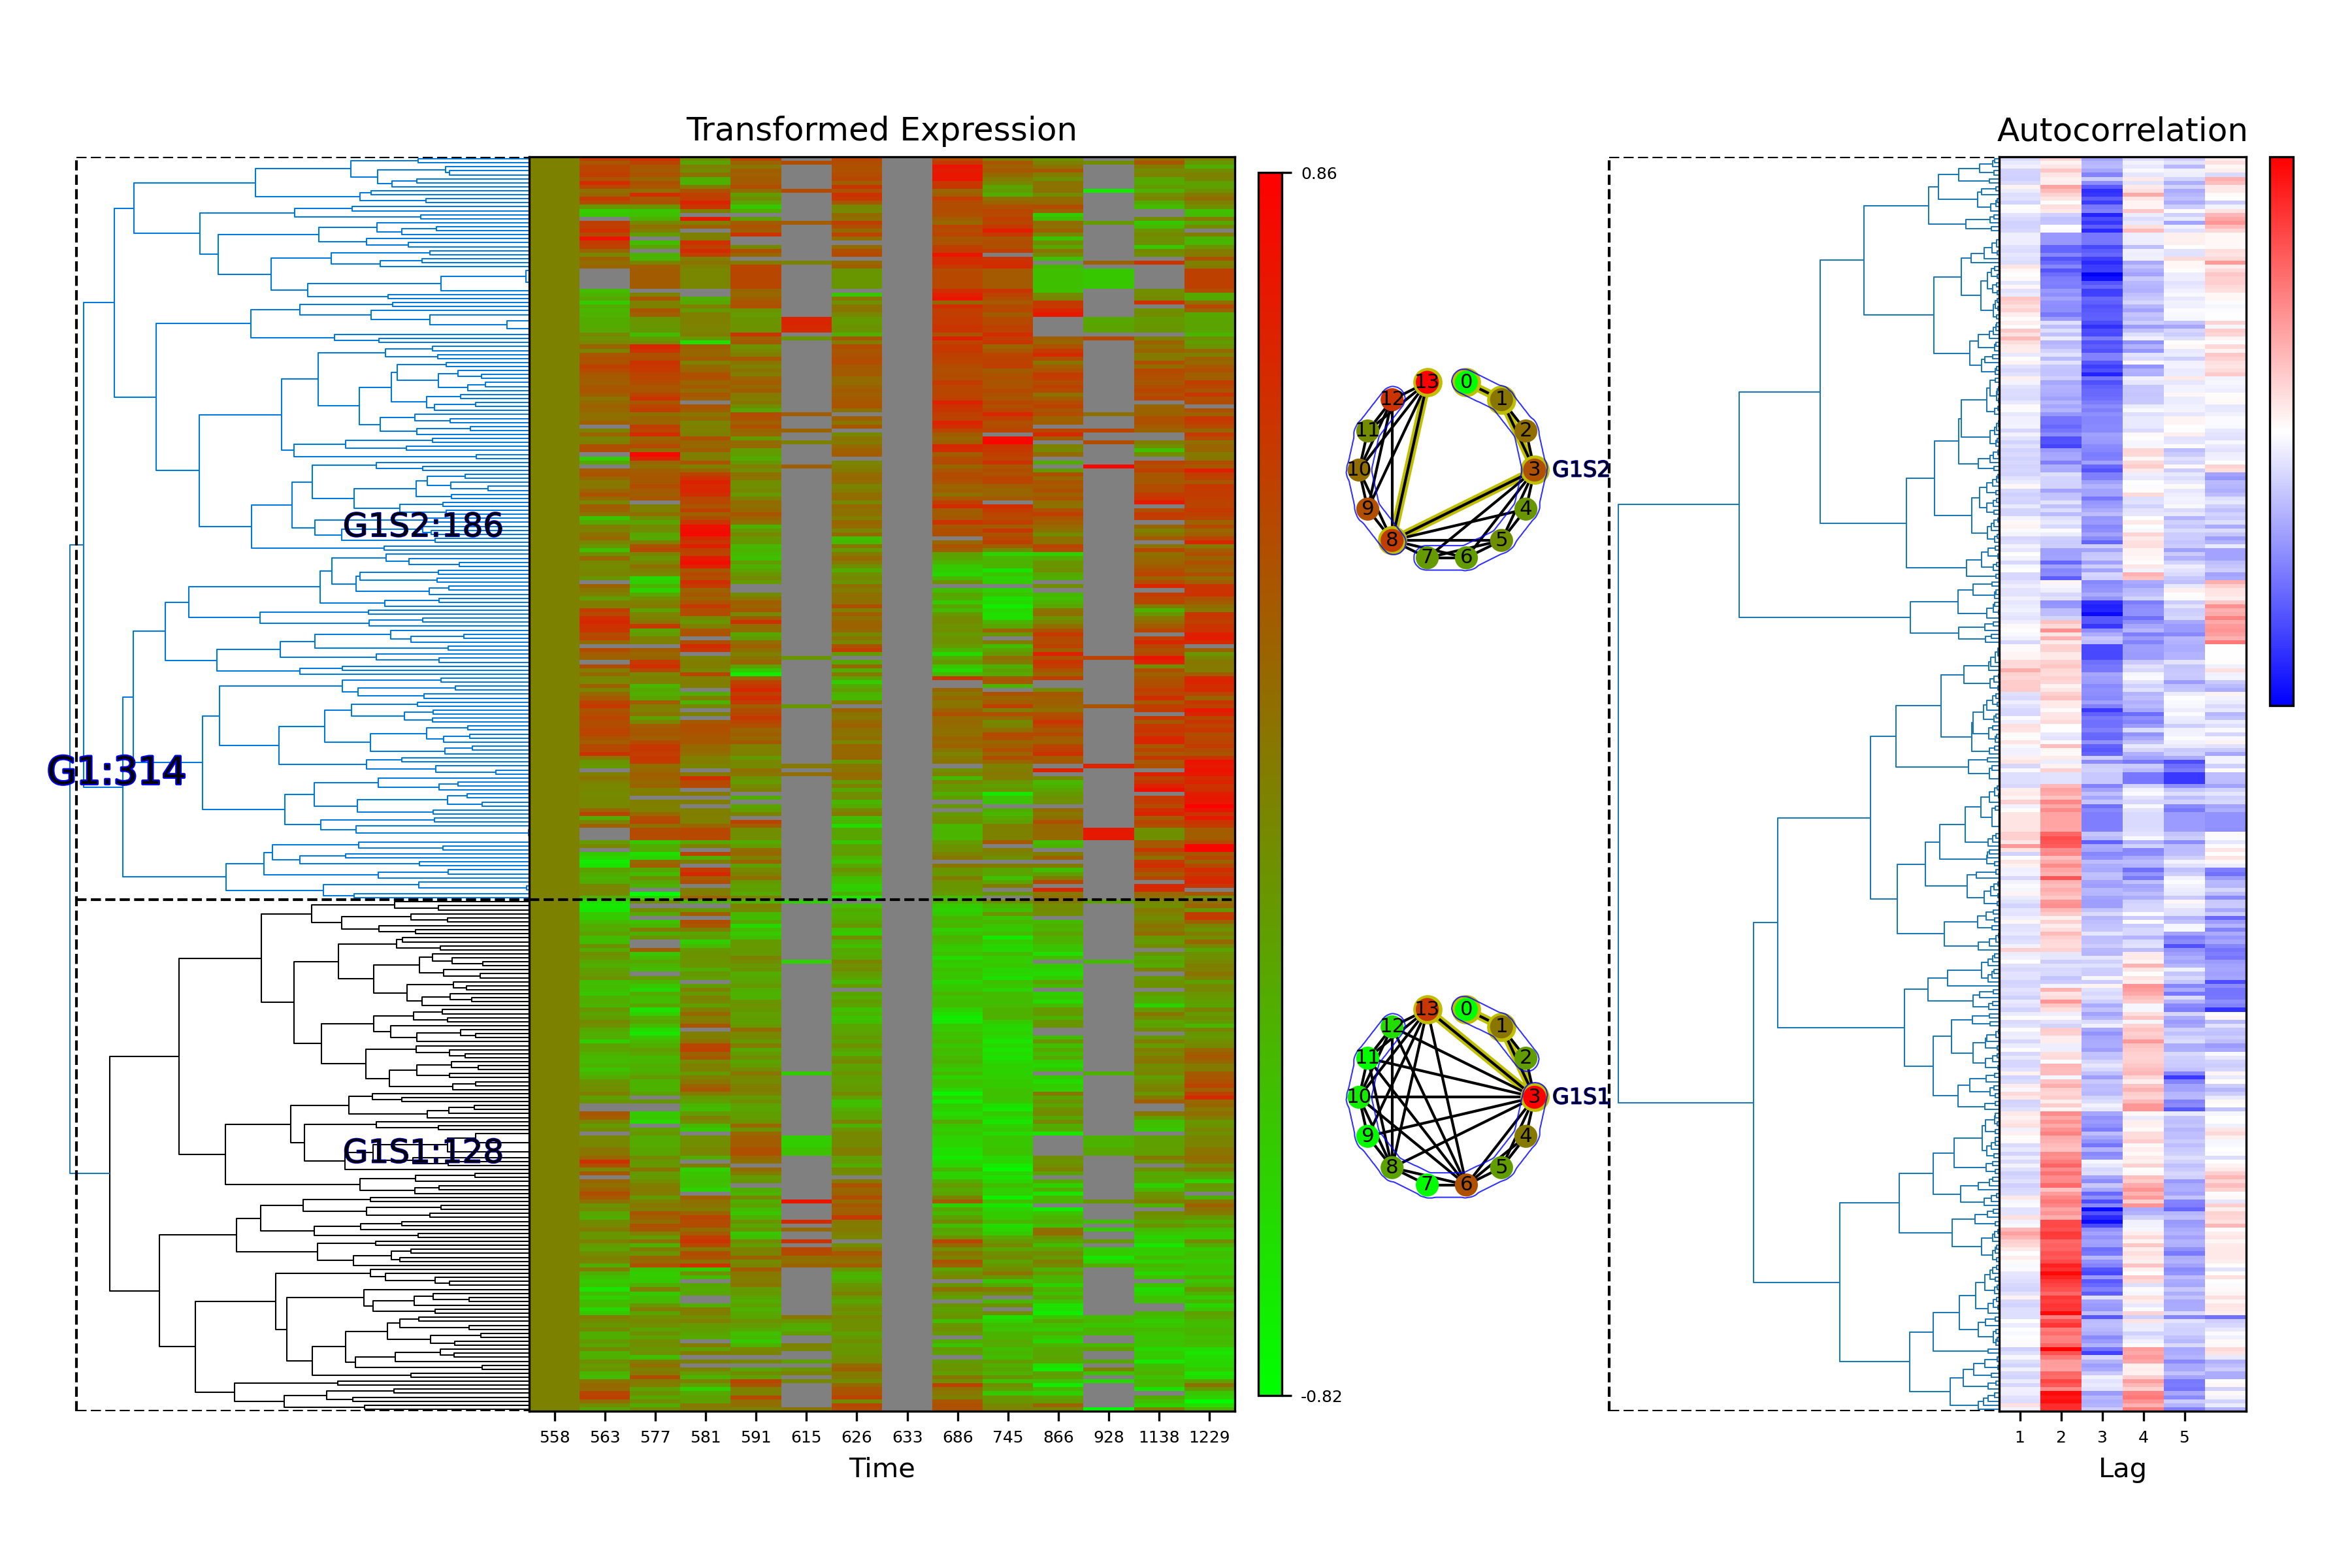 Transformed Expression
Autocorrelation
0.86
-0.82
G1S2:186
G1:314
G1S1:128
13 0
12 1
11 2
10 3 G1S2
9 4
8 5
7 6
13 0
12 1
11 2
10 3 G1S1
9 4
8 5
7 6
558 563 577 581 591 615 626 633 686 745 866 928 1138 1229
Time
1 2 3 4 5
Lag